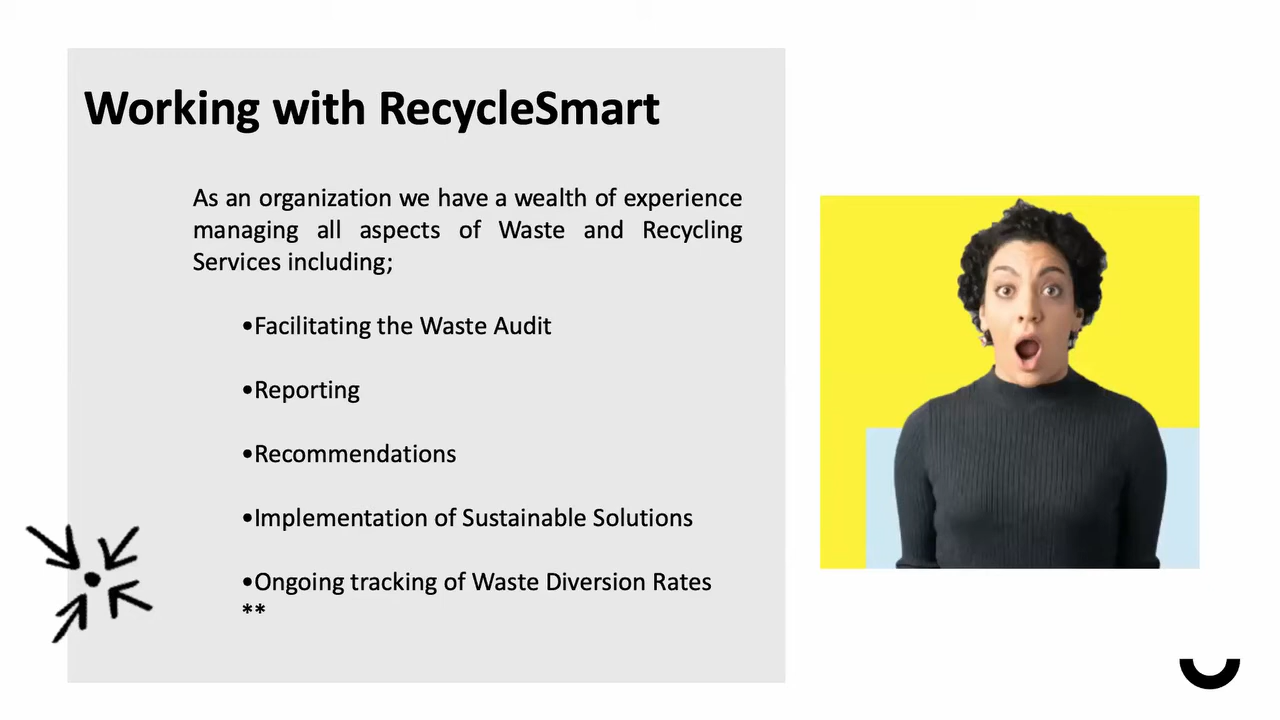 Working with RecycleSmart
As an organization we have a wealth of experience
managing all aspects of Waste and Recycling
Services including;
•Facilitating the Waste Audit
•Reporting
•Recommendations
•Implementation of Sustainable Solutions
•Ongoing tracking of Waste Diversion Rates
**